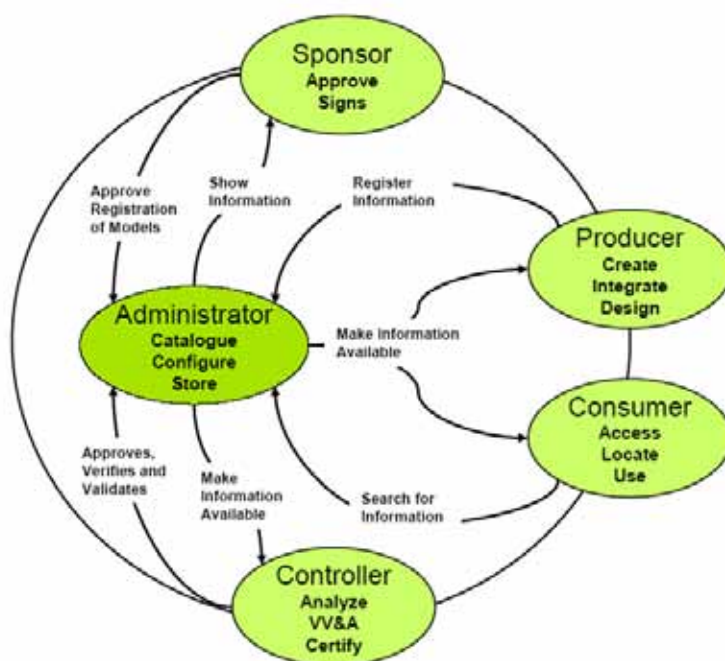 Sponsor
Approve
Signs
Approve
Registration
of Models
Show
Information
Register
Information
Producer
Create
Integrate
Design
Administrator
Catalogue
Configure
Store
Make Information
Available
Consumer
Access
Locate
Use
Approves,
Verifies and
Validates
Make
Information
Available
Search for
Information
Controller
Analyze
VV&A
Certify